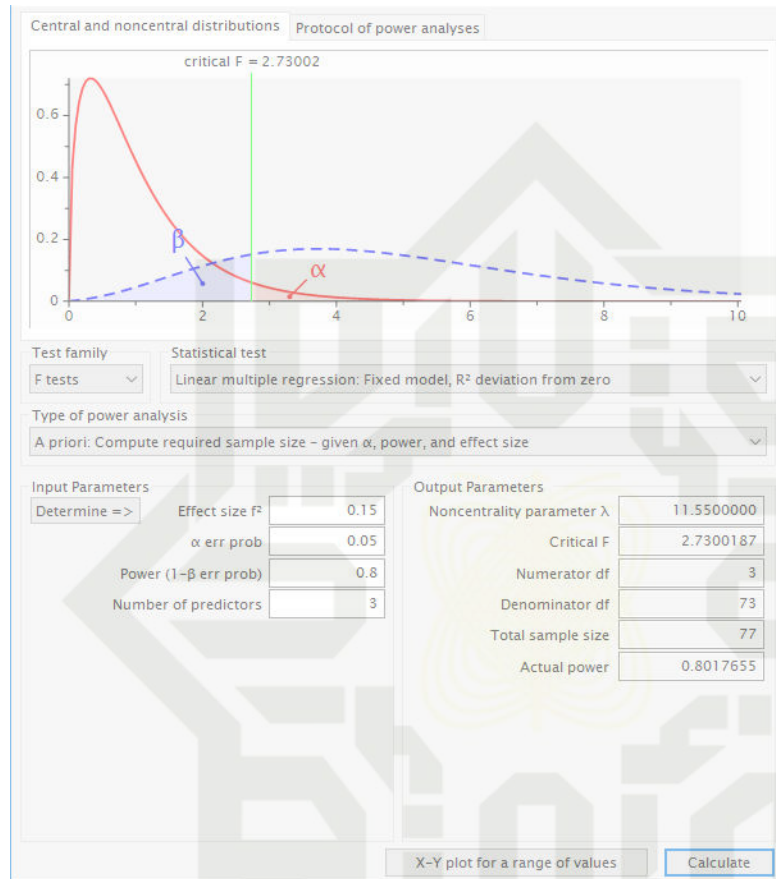 Central and noncentral distributions
Protocol of power analyses
critical F = 2.73002
0.6
0.4
0.2
0
β
α
0 2 4 6 8 10
Test family
Statistical test
F tests
Linear multiple regression: Fixed model, R² deviation from zero
Type of power analysis
A priori: Compute required sample size – given α, power, and effect size
Input Parameters
Determine =>
Effect size f² 0.15
α err prob 0.05
Power (1–β err prob) 0.8
Number of predictors 3
Output Parameters
Noncentrality parameter λ 11.5500000
Critical F 2.7300187
Numerator df 3
Denominator df 73
Total sample size 77
Actual power 0.8017655
X–Y plot for a range of values
Calculate